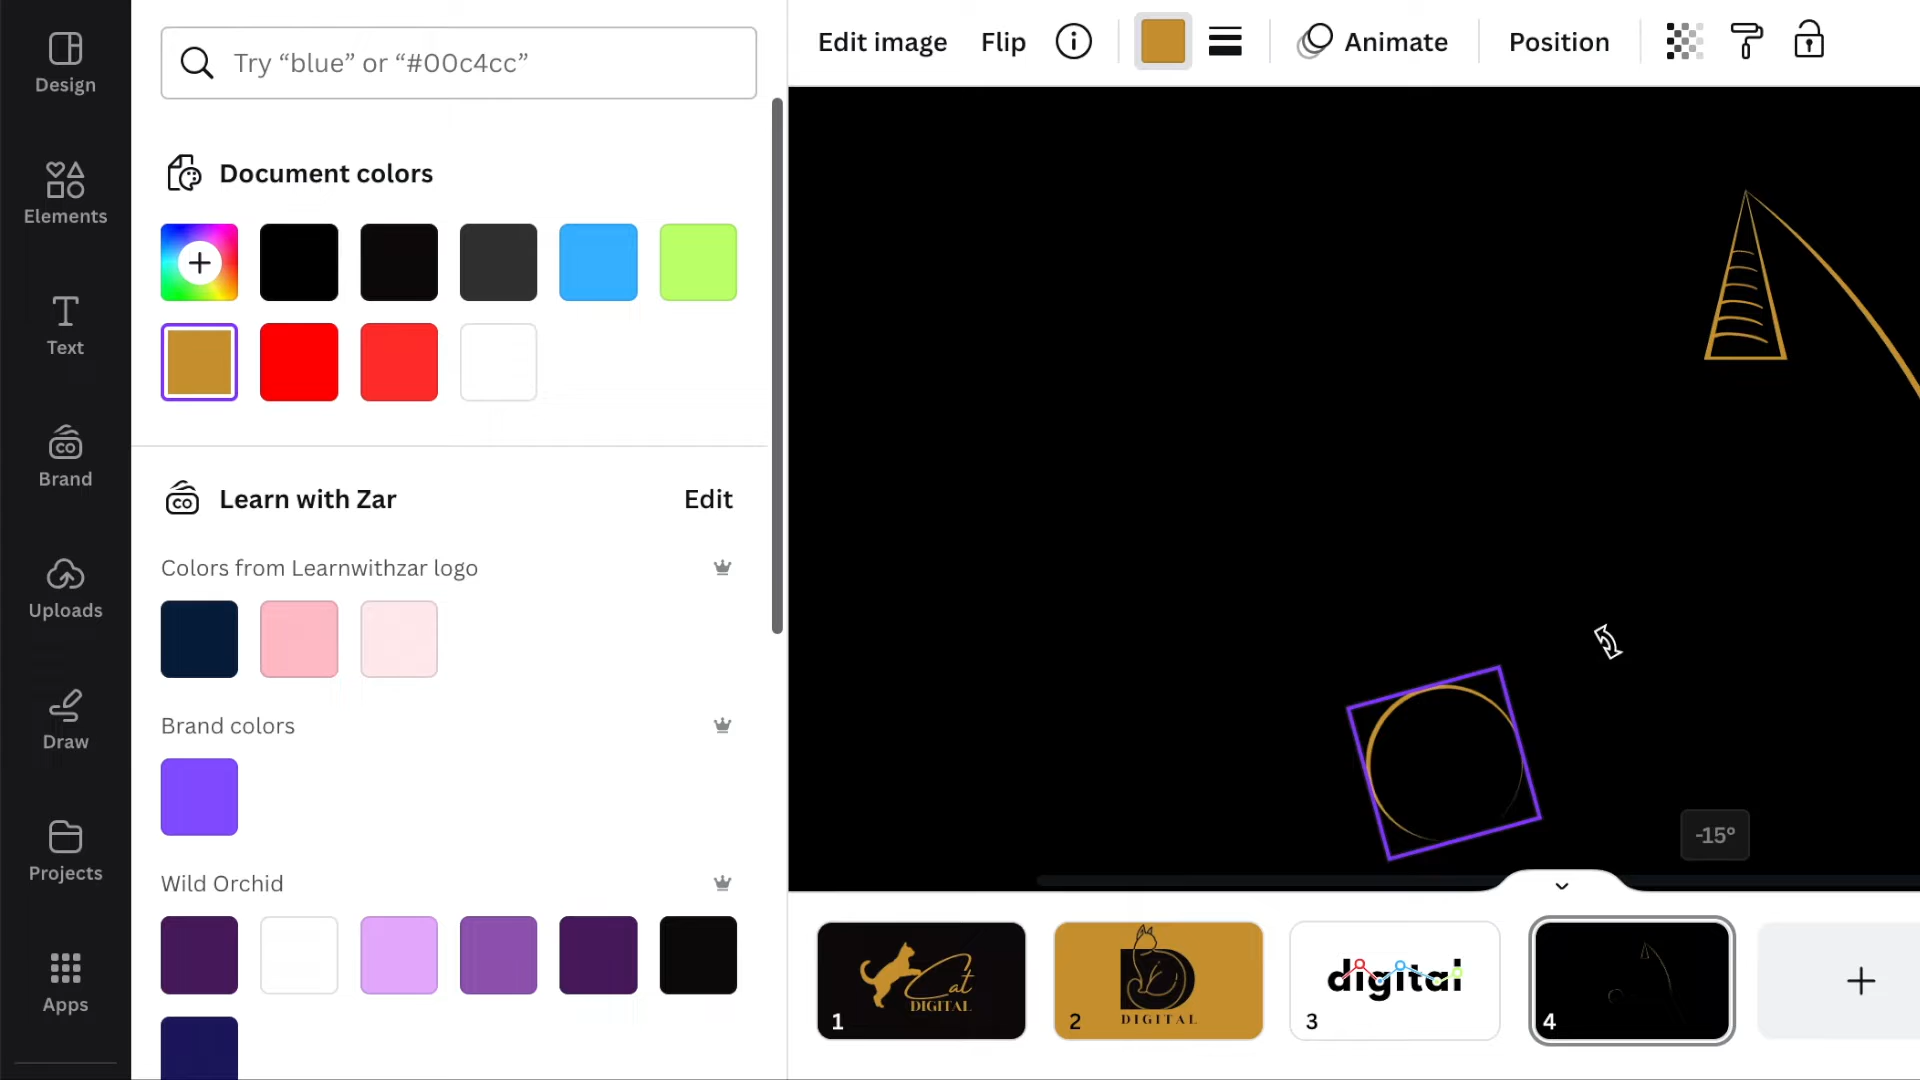 Design
Elements
Text
Brand
Uploads
Draw
Projects
Apps
Try “blue” or “#00c4cc”
Document colors
Learn with Zar
Edit
Colors from Learnwithzar logo
Brand colors
Wild Orchid
Edit image
Flip
Animate
Position
-15°
1
Cat
DIGITAL
2
D
DIGITAL
3
digital
4